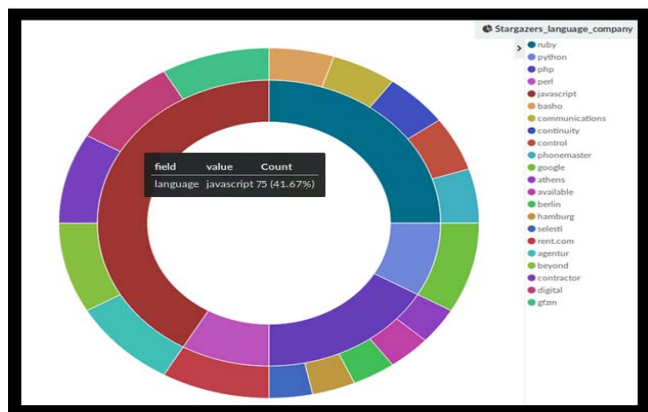 Stargazers_language_company
ruby
python
php
perl
javascript
basho
communications
continuity
control
phonemaster
google
athens
available
berlin
hamburg
selesti
rent.com
agentur
beyond
contractor
digital
gfzm
field value Count
language javascript 75 (41.67%)